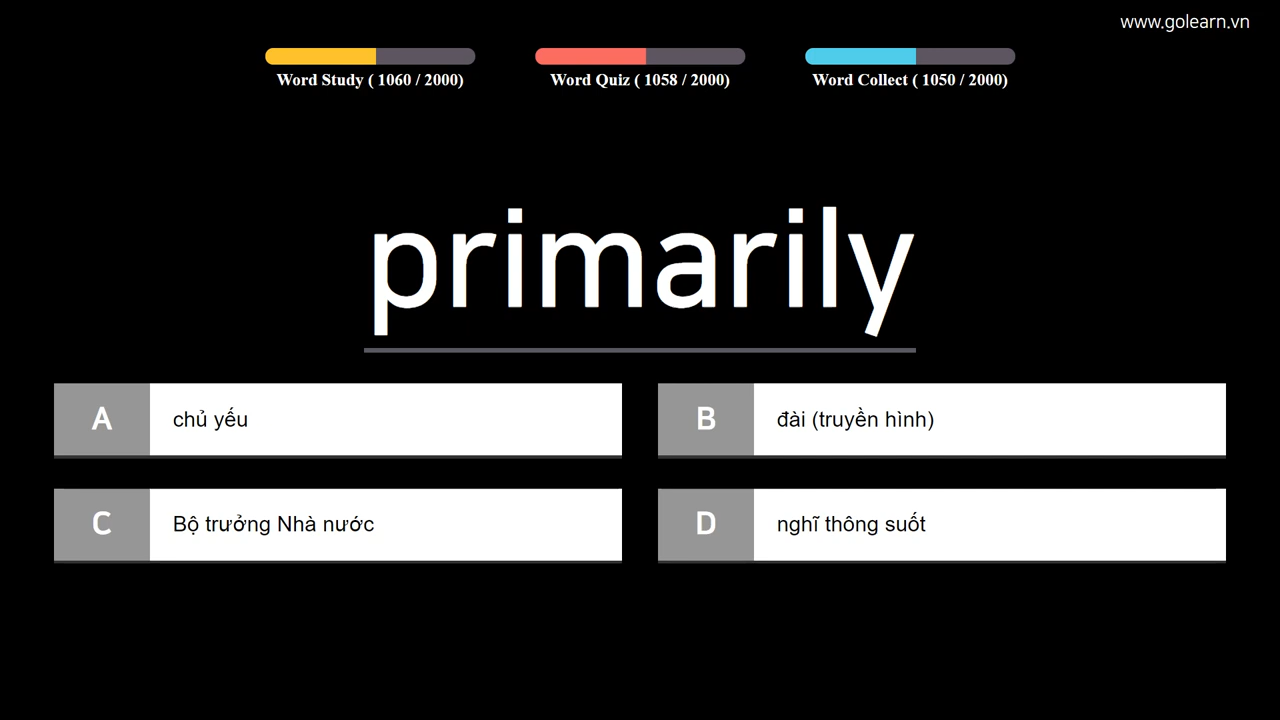 www.golearn.vn
Word Study ( 1060 / 2000)
Word Quiz ( 1058 / 2000)
Word Collect ( 1050 / 2000)
primarily
A chủ yếu
B đài (truyền hình)
C Bộ trưởng Nhà nước
D nghĩ thông suốt